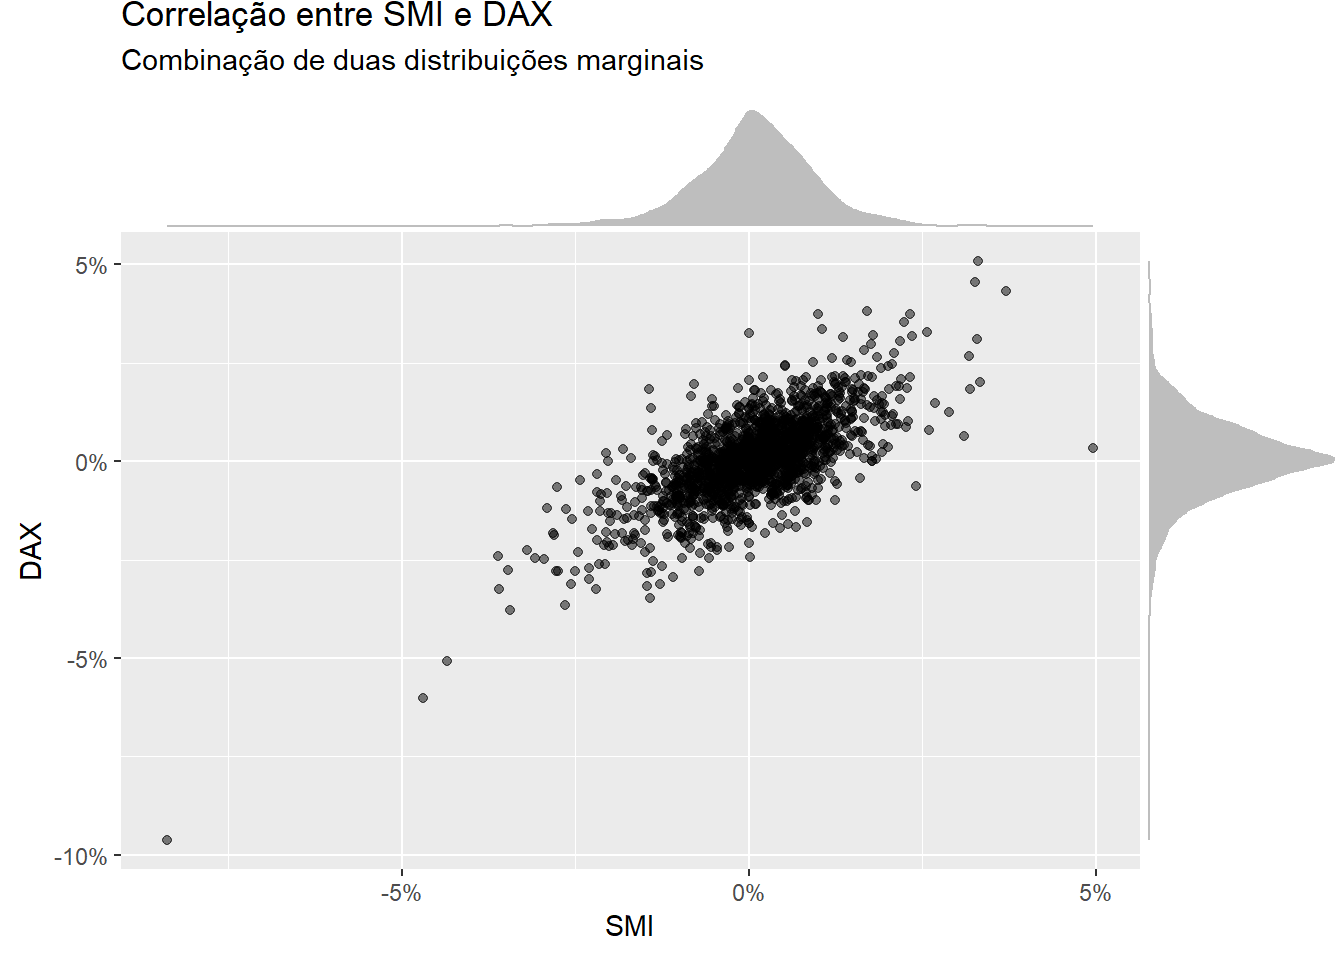 Correlação entre SMI e DAX
Combinação de duas distribuições marginais
5%
0%
-5%
-10%
DAX
-5%
0%
5%
SMI